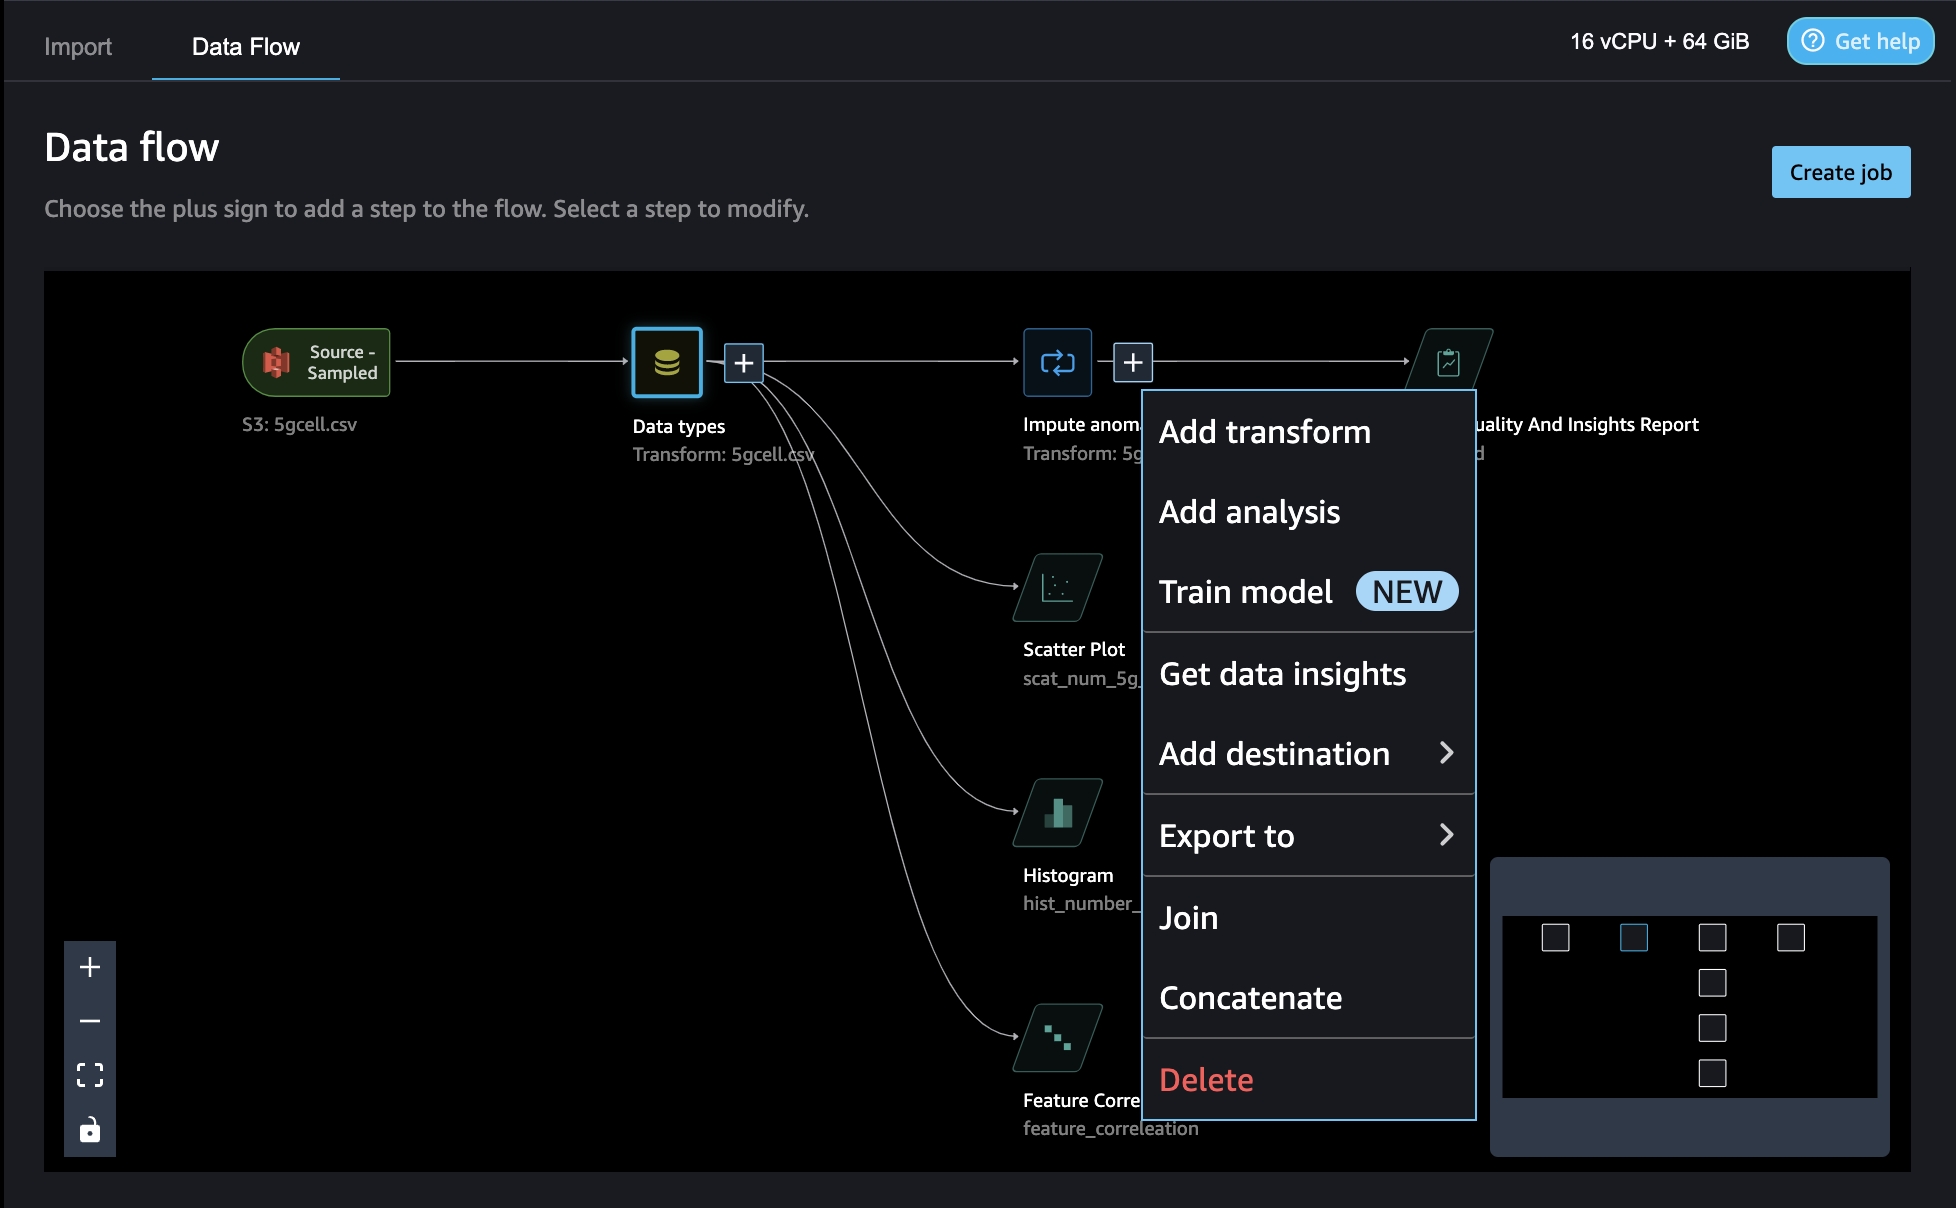 Import
Data Flow
16 vCPU + 64 GiB
Get help
Data flow
Create job
Choose the plus sign to add a step to the flow. Select a step to modify.
Source -
Sampled
S3: 5gcell.csv
Data types
Transform: 5gcell.csv
Impute anom
Transform: 5g
uality And Insights Report
d
Add transform
Add analysis
Train model NEW
Get data insights
Add destination
Export to
Join
Concatenate
Delete
Scatter Plot
scat_num_5g_
Histogram
hist_number_
Feature Corre
feature_correleation